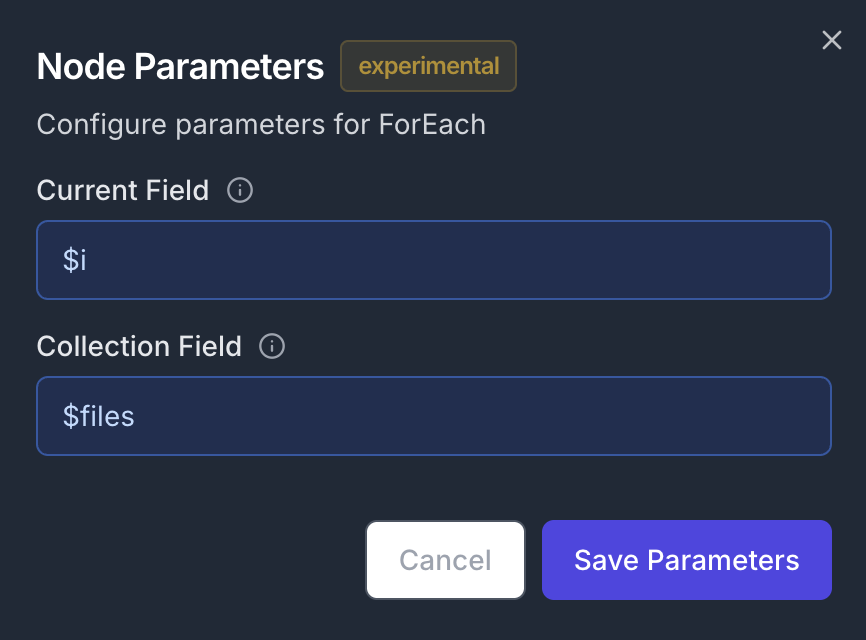 Node Parameters experimental
Configure parameters for ForEach
Current Field
$i
Collection Field
$files
Cancel Save Parameters